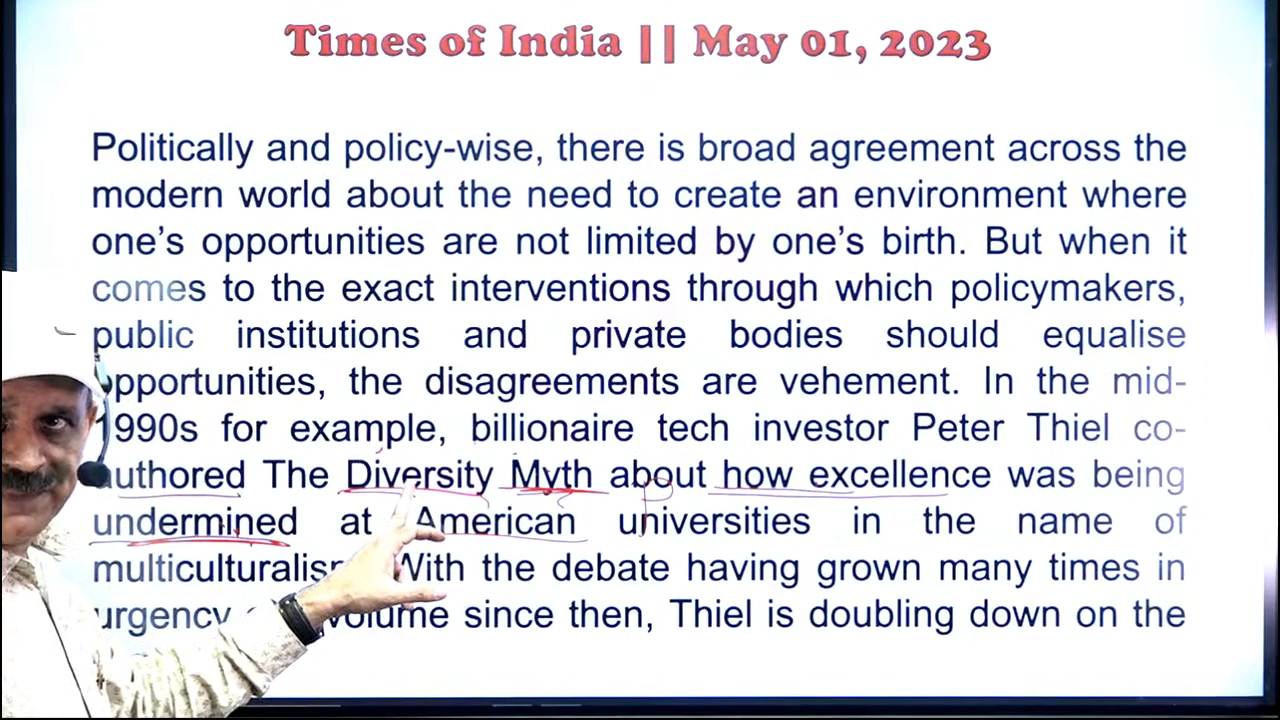 Times of India || May 01, 2023
Politically and policy-wise, there is broad agreement across the
modern world about the need to create an environment where
one's opportunities are not limited by one's birth. But when it
comes to the exact interventions through which policymakers,
public institutions and private bodies should equalise
opportunities, the disagreements are vehement. In the mid-
1990s for example, billionaire tech investor Peter Thiel co-
authored The Diversity Myth about how excellence was being
undermined at American universities in the name of
multiculturalism. With the debate having grown many times in
urgency volume since then, Thiel is doubling down on the
P